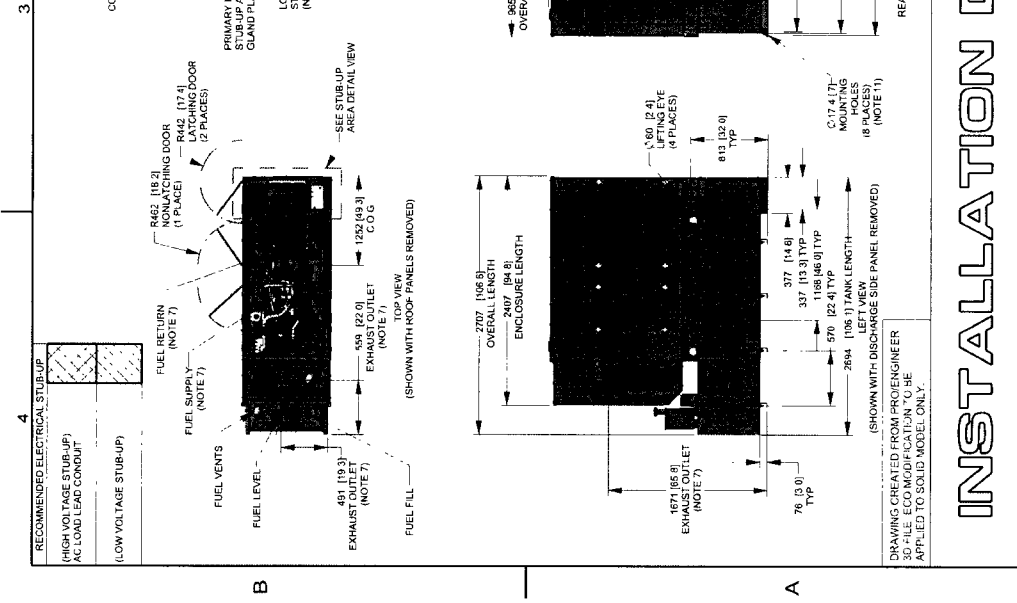 3
4
B
A
RECOMMENDED ELECTRICAL STUB-UP
(HIGH VOLTAGE STUB-UP)
AC LOAD LEAD CONDUIT
(LOW VOLTAGE STUB-UP)
R442 [17.4]
LATCHING DOOR
(2 PLACES)
R462 [18.2]
NONLATCHING DOOR
(1 PLACE)
FUEL RETURN
(NOTE 7)
FUEL SUPPLY
(NOTE 7)
FUEL VENTS
FUEL LEVEL
491 [19.3]
EXHAUST OUTLET
(NOTE 7)
FUEL FILL
559 [22.0]
EXHAUST OUTLET
(NOTE 7)
1252 [49.3]
C O G
SEE STUB-UP
AREA DETAIL VIEW
TOP VIEW
(SHOWN WITH ROOF PANELS REMOVED)
PRIMARY
STUB-UP
GLAND
965
2707 [106.6]
OVERALL LENGTH
2407 [94.8]
ENCLOSURE LENGTH
∅60 [2.4]
LIFTING EYE
(4 PLACES)
813 [32.0]
TYP
∅17.4 [.7]
MOUNTING
HOLES
(8 PLACES)
(NOTE 11)
1671 [65.8]
EXHAUST OUTLET
(NOTE 7)
76 [3.0]
TYP
377 [14.8]
337 [13.3] TYP
1168 [46.0] TYP
570 [22.4] TYP
2694 [106.1] TANK LENGTH
LEFT VIEW
(SHOWN WITH DISCHARGE SIDE PANEL REMOVED)
DRAWING CREATED FROM PRO/ENGINEER
3D FILE. ECO MODIFICATION TO BE
APPLIED TO SOLID MODEL ONLY.
INSTALLATION